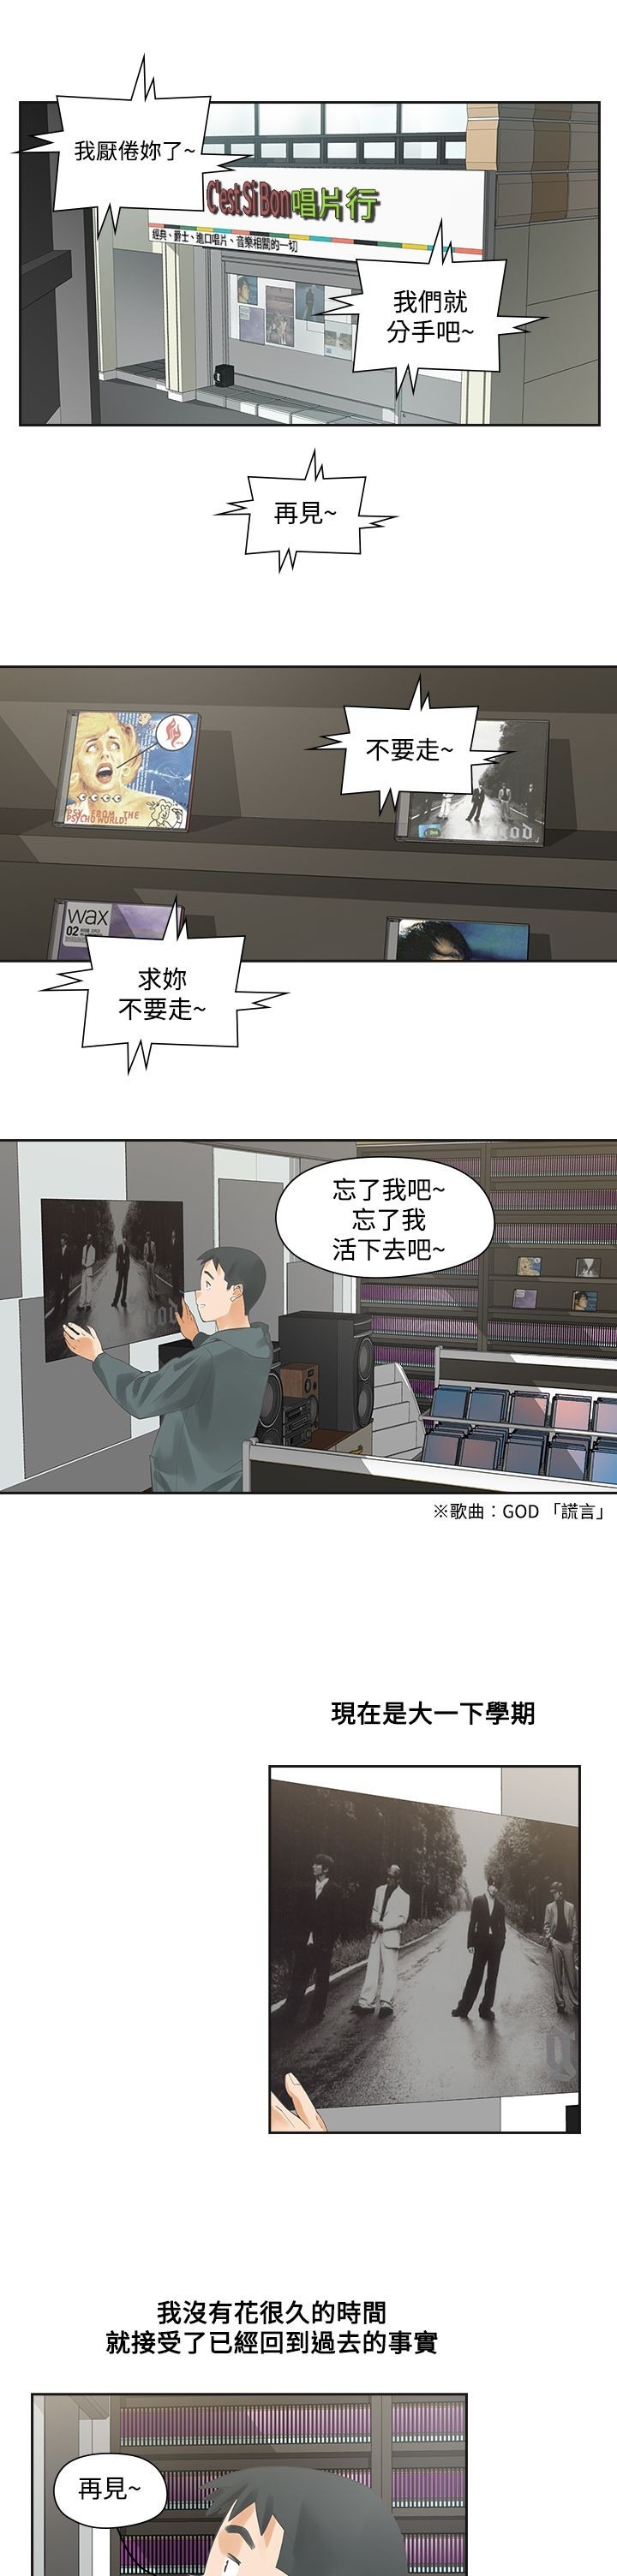 我厭倦妳了~
C'est Si Bon唱片行
經典、爵士、進口唱片、音樂相關的一切
我們就
分手吧~
再見~
不要走~
PSY FROM THE
PSYCHO WORLD!
god
wax
02
求妳
不要走~
忘了我吧~
忘了我
活下去吧~
god
※歌曲：GOD 「謊言」
現在是大一下學期
我沒有花很久的時間
就接受了已經回到過去的事實
再見~